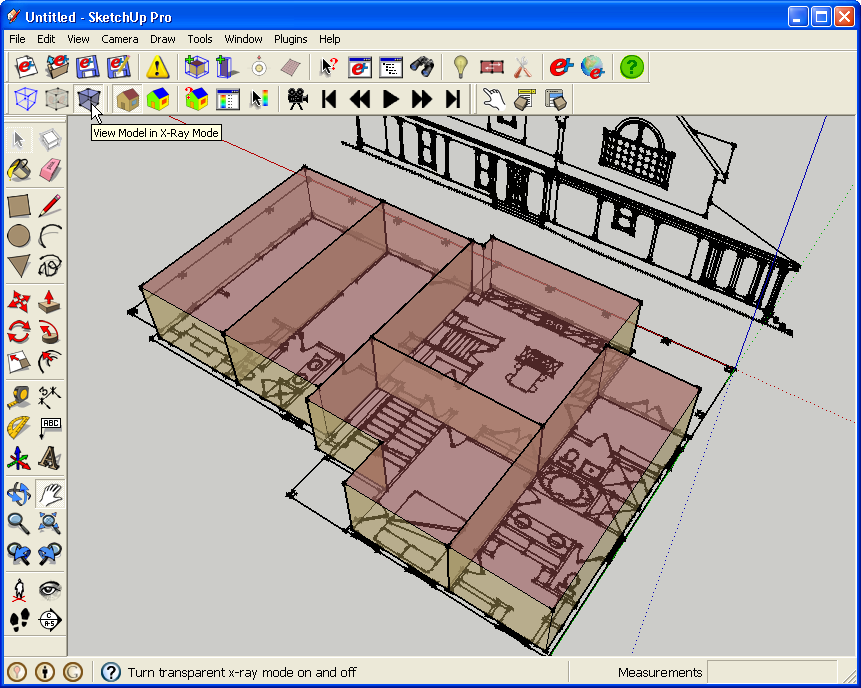 Untitled - SketchUp Pro
File Edit View Camera Draw Tools Window Plugins Help
View Model in X-Ray Mode
ABC
Turn transparent x-ray mode on and off
Measurements